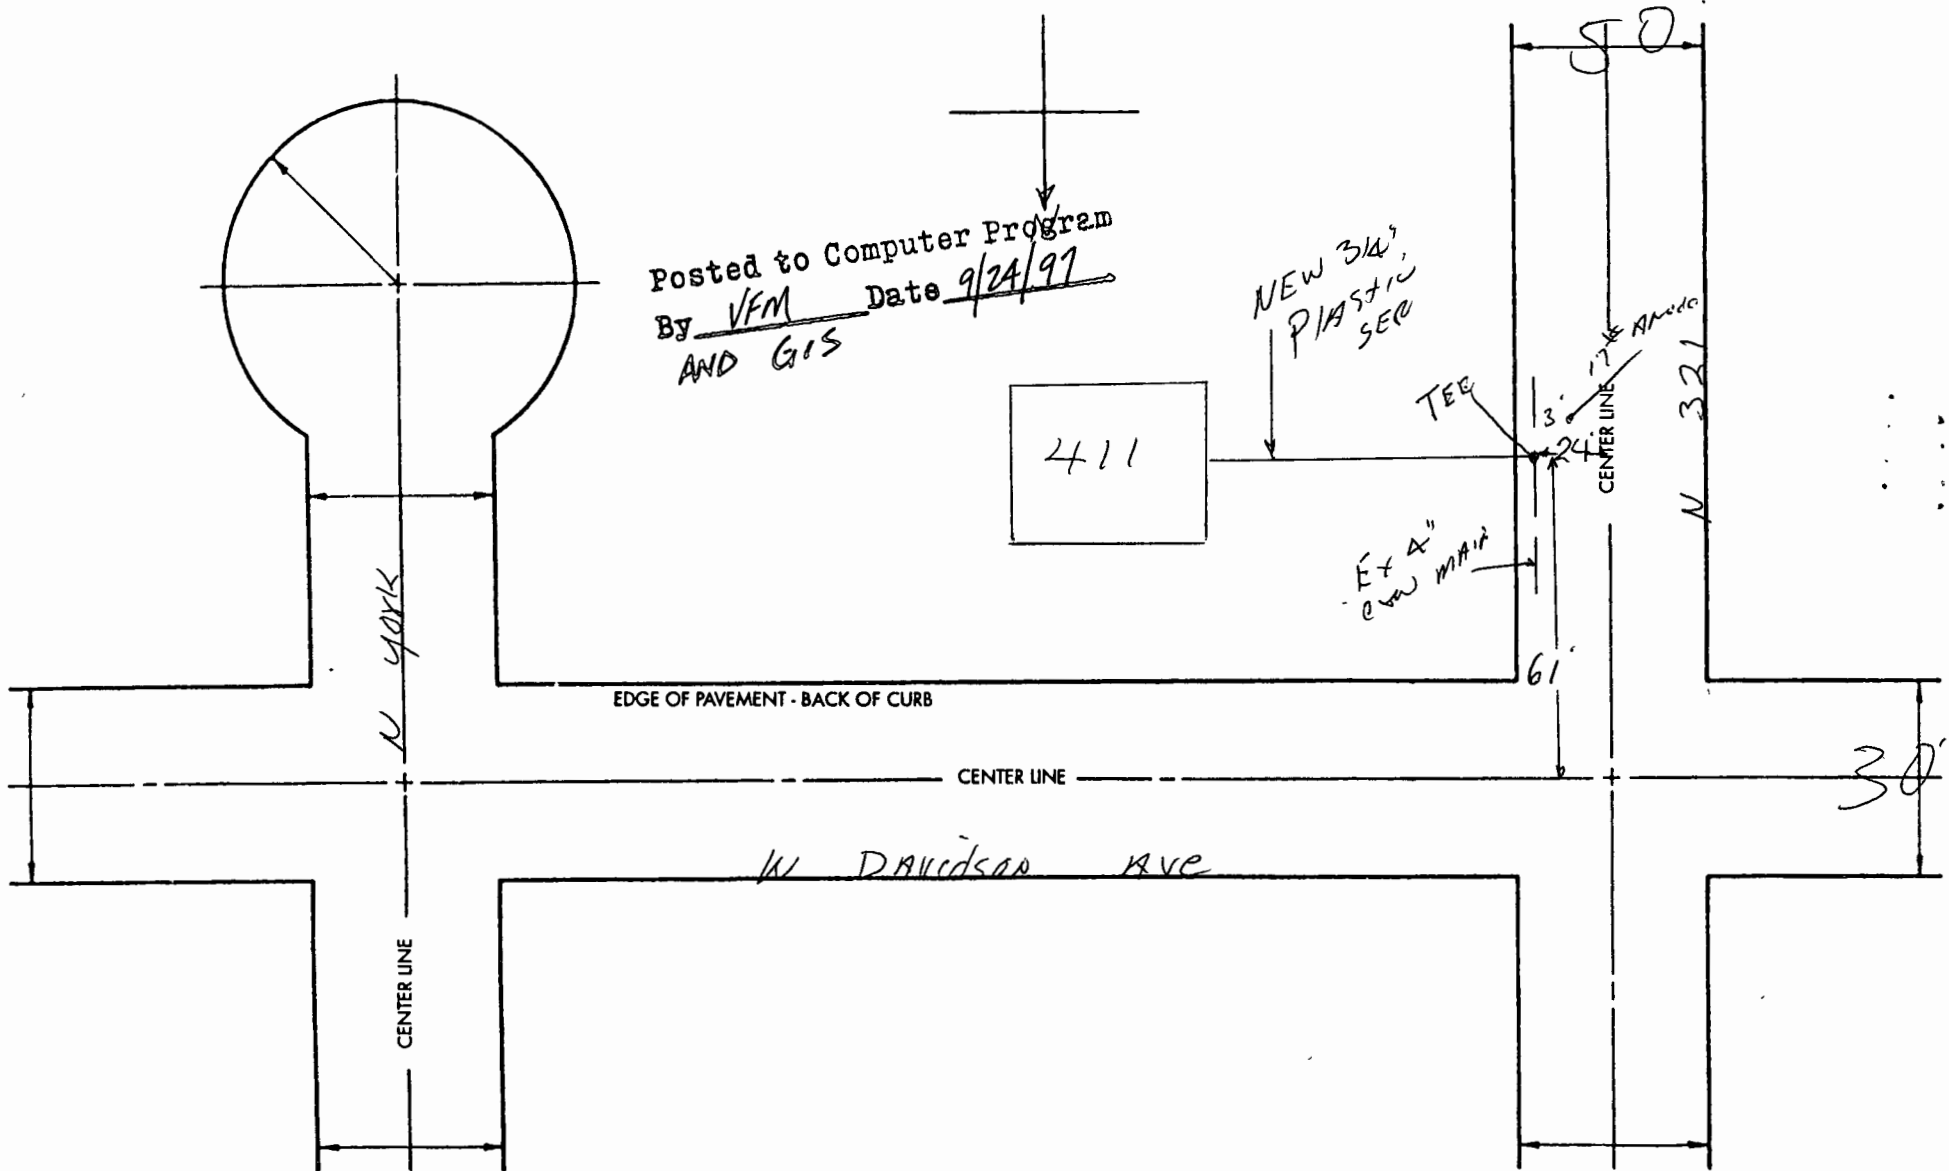 50
Posted to Computer Program
By VFM Date 9/24/97
AND GIS
N
NEW 3/4"
PLASTIC
SER
TEE
3'
17#
24'
CENTER LINE
N 321
411
EX 4"
MAIN
61'
N YORK
EDGE OF PAVEMENT - BACK OF CURB
CENTER LINE
30'
W DAVIDSON AVE
CENTER LINE